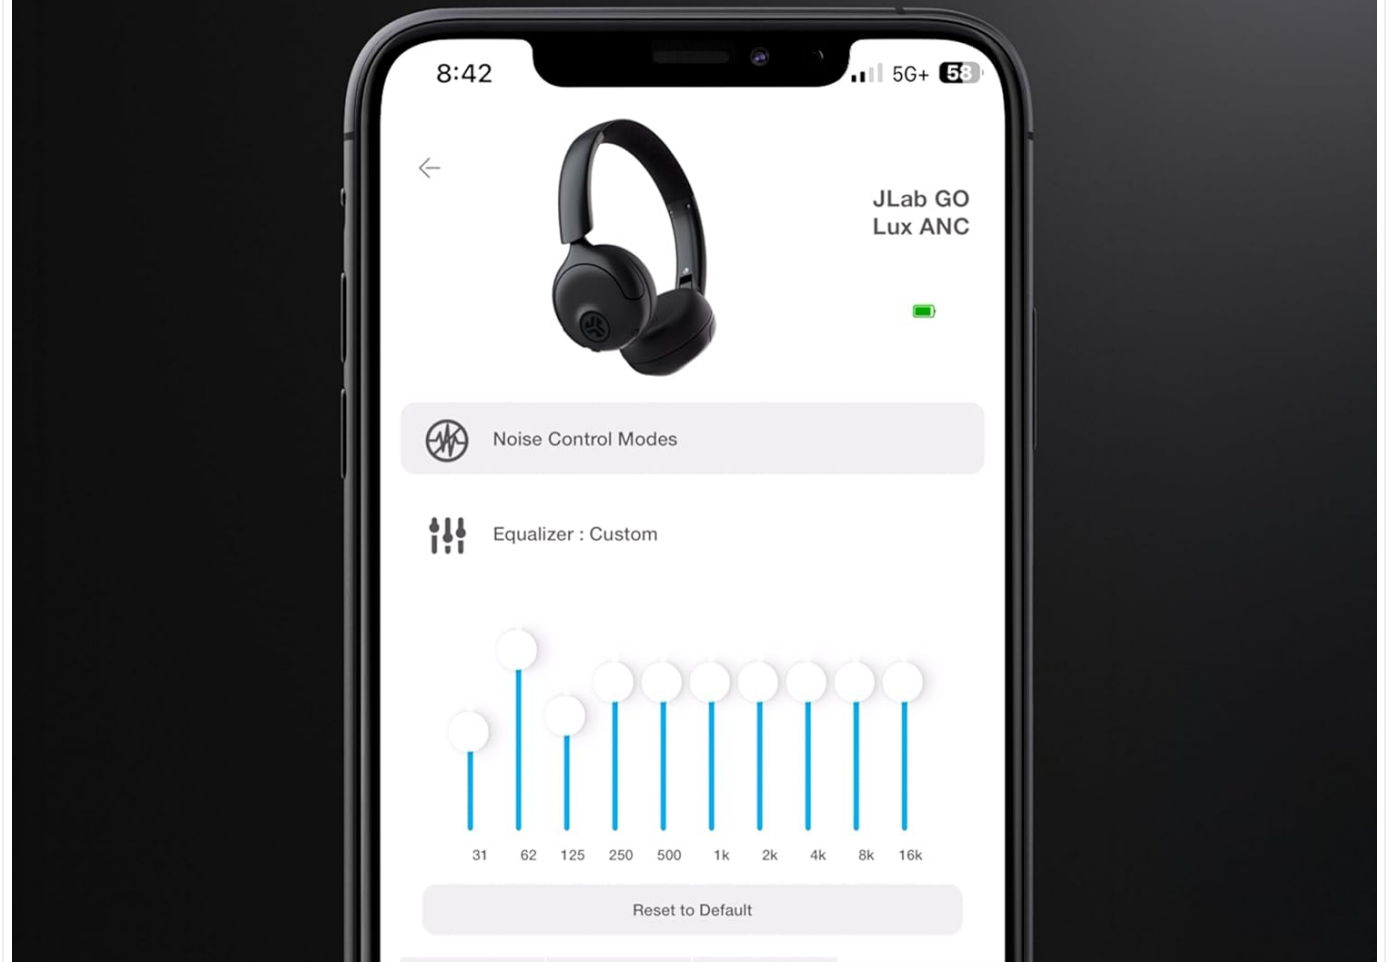 8:42
5G+ 58
JLab GO
Lux ANC
Noise Control Modes
Equalizer : Custom
31 62 125 250 500 1k 2k 4k 8k 16k
Reset to Default